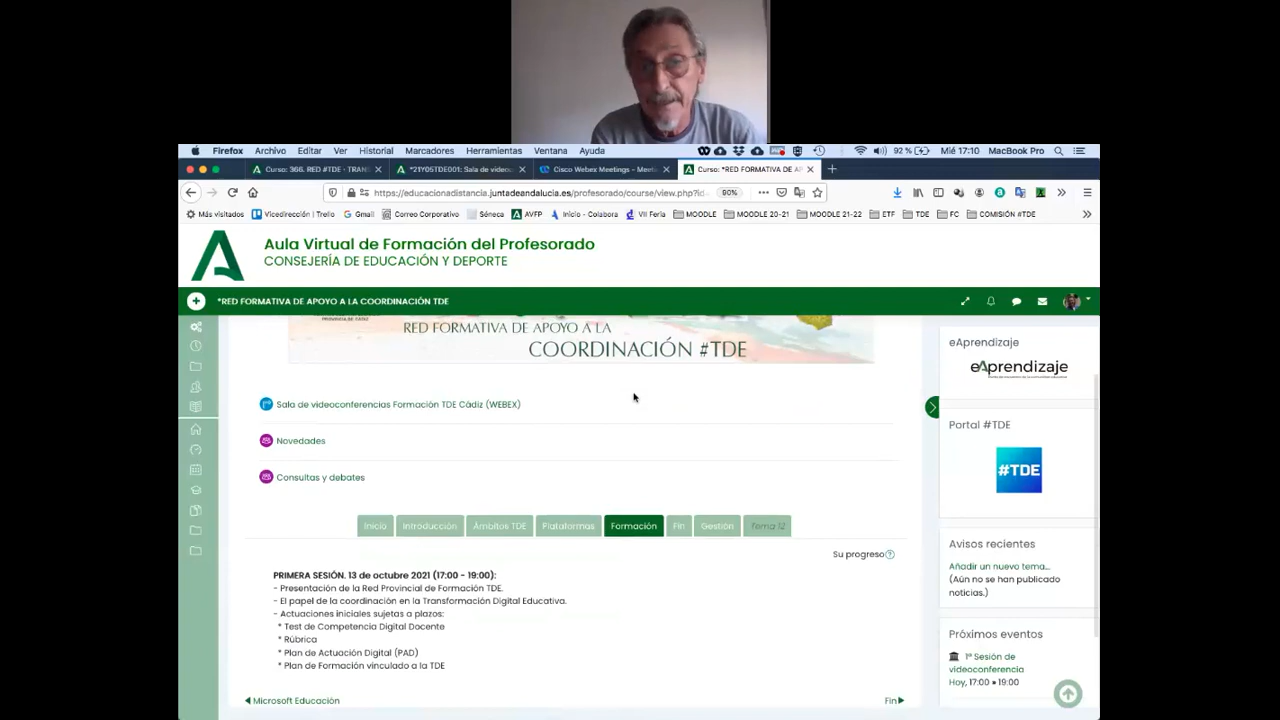 Firefox Archivo Editar Ver Historial Marcadores Herramientas Ventana Ayuda 92 % Mié 17:10 MacBook Pro
Curso: 366. RED #TDE - TRAN *21Y05TDE001: Sala de videoc Cisco Webex Meetings - Meeti Curso: *RED FORMATIVA DE AP
https://educacionadistancia.juntadeandalucia.es/profesorado/course/view.php?id 90%
Más visitados Vicedirección | Trello Gmail Correo Corporativo Séneca AVFP Inicio - Colabora VII Feria MOODLE MOODLE 20-21 MOODLE 21-22 ETF TDE FC COMISIÓN #TDE
Aula Virtual de Formación del Profesorado
CONSEJERÍA DE EDUCACIÓN Y DEPORTE
*RED FORMATIVA DE APOYO A LA COORDINACIÓN TDE
PROVINCIA DE CÁDIZ
RED FORMATIVA DE APOYO A LA
COORDINACIÓN #TDE
Sala de videoconferencias Formación TDE Cádiz (WEBEX)
Novedades
Consultas y debates
Inicio Introducción Ámbitos TDE Plataformas Formación Fin Gestión Tema 12
Su progreso
PRIMERA SESIÓN. 13 de octubre 2021 (17:00 - 19:00):
- Presentación de la Red Provincial de Formación TDE.
- El papel de la coordinación en la Transformación Digital Educativa.
- Actuaciones iniciales sujetas a plazos:
* Test de Competencia Digital Docente
* Rúbrica
* Plan de Actuación Digital (PAD)
* Plan de Formación vinculado a la TDE
Microsoft Educación
Fin
eAprendizaje
eAprendizaje
Portal #TDE
#TDE
Avisos recientes
Añadir un nuevo tema...
(Aún no se han publicado
noticias.)
Próximos eventos
1ª Sesión de
videoconferencia
Hoy, 17:00 » 19:00